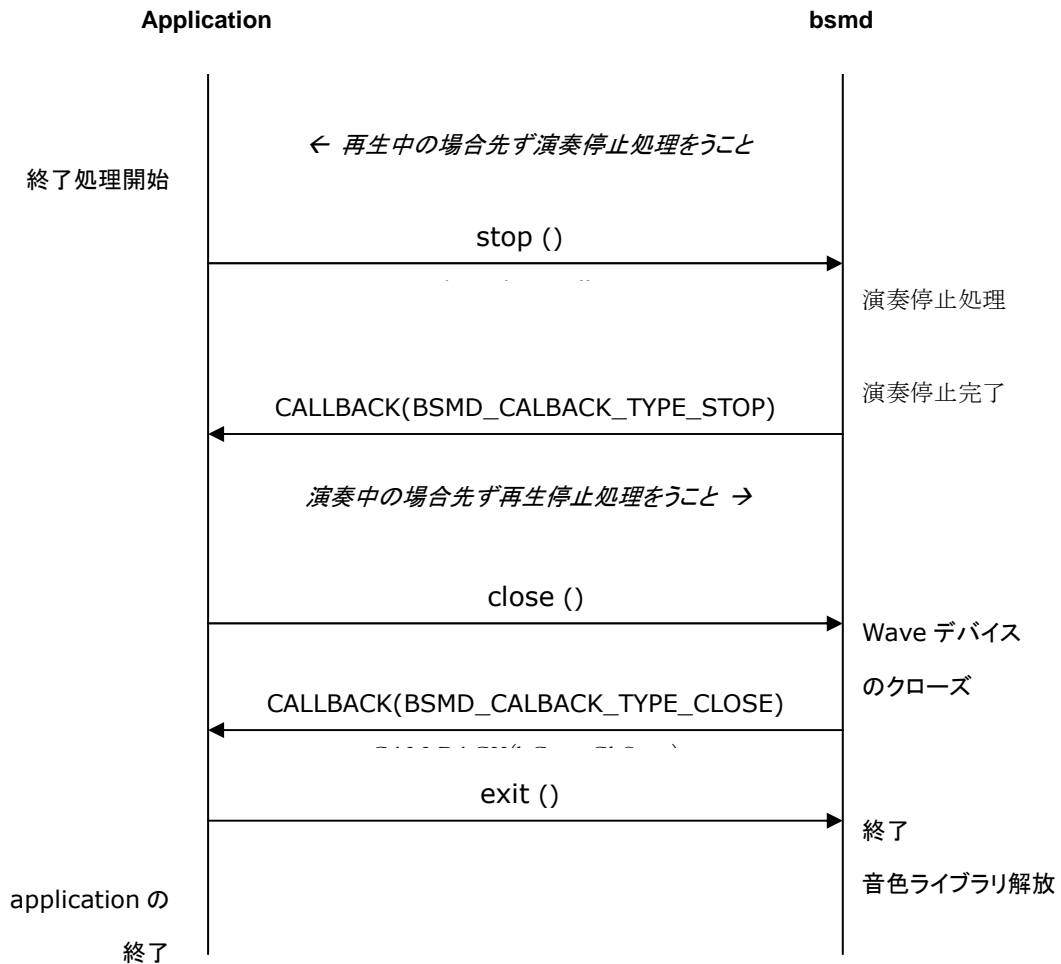 Application
bsmd
← 再生中の場合先ず演奏停止処理をうこと
終了処理開始
stop ()
演奏停止処理
演奏停止完了
CALLBACK(BSMD_CALBACK_TYPE_STOP)
演奏中の場合先ず再生停止処理をうこと →
close ()
Wave デバイス
のクローズ
CALLBACK(BSMD_CALBACK_TYPE_CLOSE)
exit ()
終了
音色ライブラリ解放
application の
終了